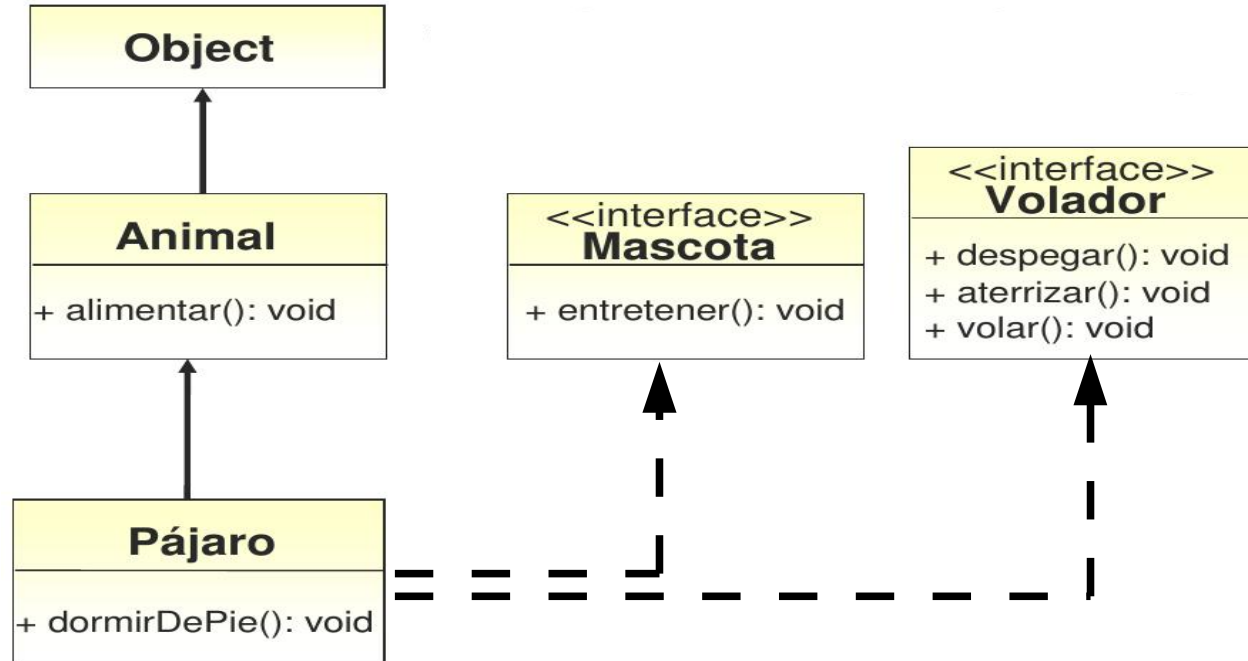 Object
Animal
+ alimentar(): void
<<interface>>
Mascota
+ entretener(): void
<<interface>>
Volador
+ despegar(): void
+ aterrizar(): void
+ volar(): void
Pájaro
+ dormirDePie(): void